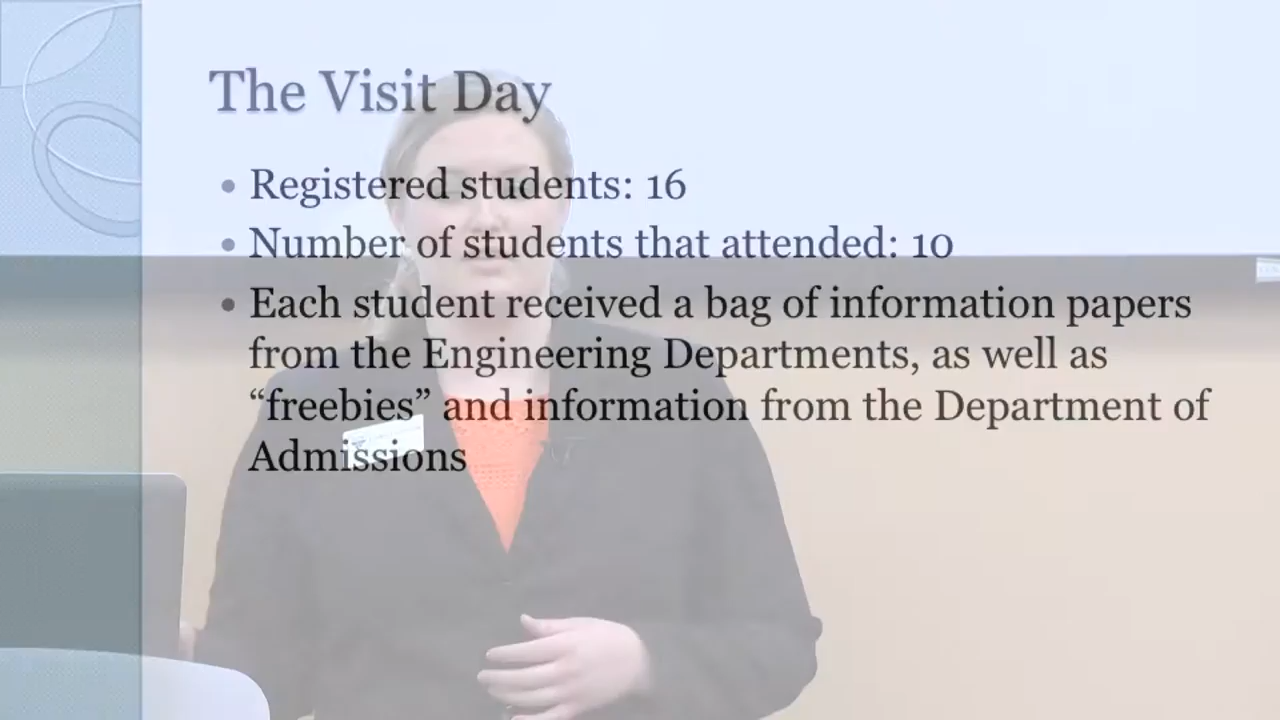 The Visit Day
• Registered students: 16
• Number of students that attended: 10
• Each student received a bag of information papers
from the Engineering Departments, as well as
“freebies” and information from the Department of
Admissions